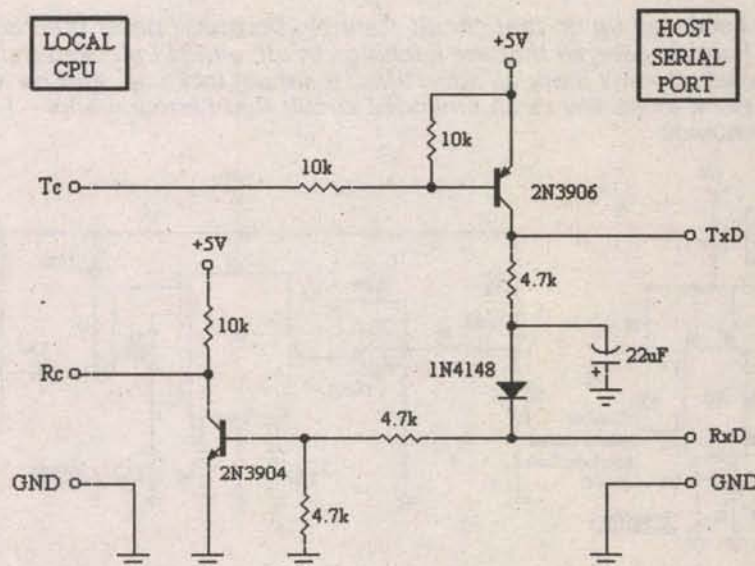 LOCAL
CPU
+5V
HOST
SERIAL
PORT
10k
10k
Tc
2N3906
+5V
TxD
4.7k
10k
22uF
+
1N4148
Rc
4.7k
RxD
2N3904
GND
GND
4.7k